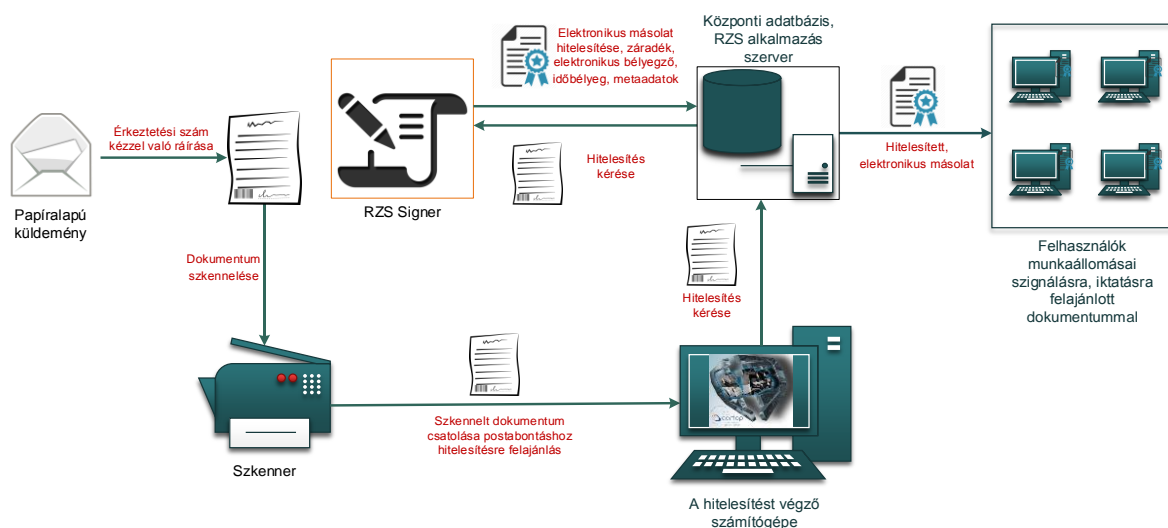 Papíralapú
küldemény
Érkeztetési szám
kézzel való ráírása
Dokumentum
szkennelése
Szkenner
Szkennelt dokumentum
csatolása postabontáshoz
hitelesítésre felajánlás
A hitelesítést végző
számítógépe
Hitelesítés
kérése
RZS Signer
Hitelesítés
kérése
Elektronikus másolat
hitelesítése, záradék,
elektronikus bélyegző,
időbélyeg, metaadatok
Központi adatbázis,
RZS alkalmazás
szerver
Hitelesített,
elektronikus másolat
Felhasználók
munkaállomásai
szignálásra, iktatásra
felajánlott
dokumentummal